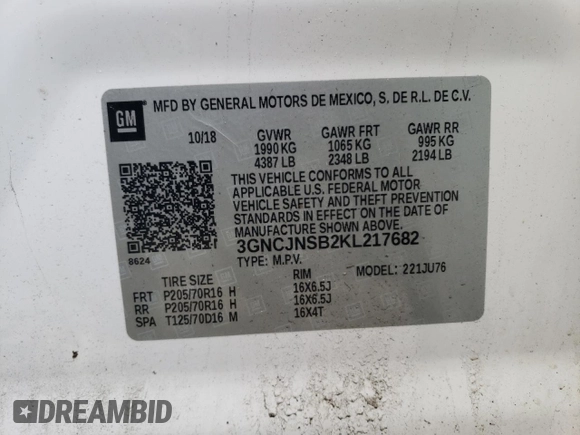 GM
MFD BY GENERAL MOTORS DE MEXICO, S. DE R.L. DE C.V.
10/18 GVWR GAWR FRT GAWR RR
1990 KG 1065 KG 995 KG
4387 LB 2348 LB 2194 LB
THIS VEHICLE CONFORMS TO ALL
APPLICABLE U.S. FEDERAL MOTOR
VEHICLE SAFETY AND THEFT
PREVENTION STANDARDS IN
EFFECT ON THE DATE OF
MANUFACTURE SHOWN ABOVE.
3GNCJNSB2KL217682
8624
TYPE: M.P.V. MODEL: 221JU76
TIRE SIZE RIM
FRT P205/70R16 H 16X6.5J
RR P205/70R16 H 16X6.5J
SPA T125/70D16 M 16X4T
DREAMBID